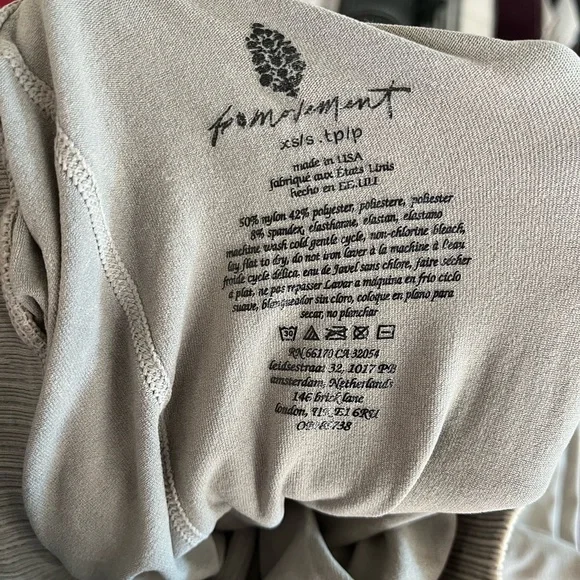 fp movement
xs/s . tp/p
made in USA
fabriqué aux États Unis
hecho en EE.UU
50% nylon 42% polyester, poliestere, poliester
8% spandex, elasthonne, elastan, elastano
machine wash cold gentle cycle, non-chlorine bleach,
lay flat to dry, do not iron laver à la machine à l'eau
froide cycle délica. eau de Javel sans chlore, faire sécher
à plat, ne pas repasser Lavar a máquina en frío ciclo
suave, blanqueador sin cloro, coloque en plano para
secar, no planchar
30
RN 66170 CA 32054
leidsestraat 32, 1017 PB
amsterdam, Netherlands
146 brick lane
london, UK E1 6RU